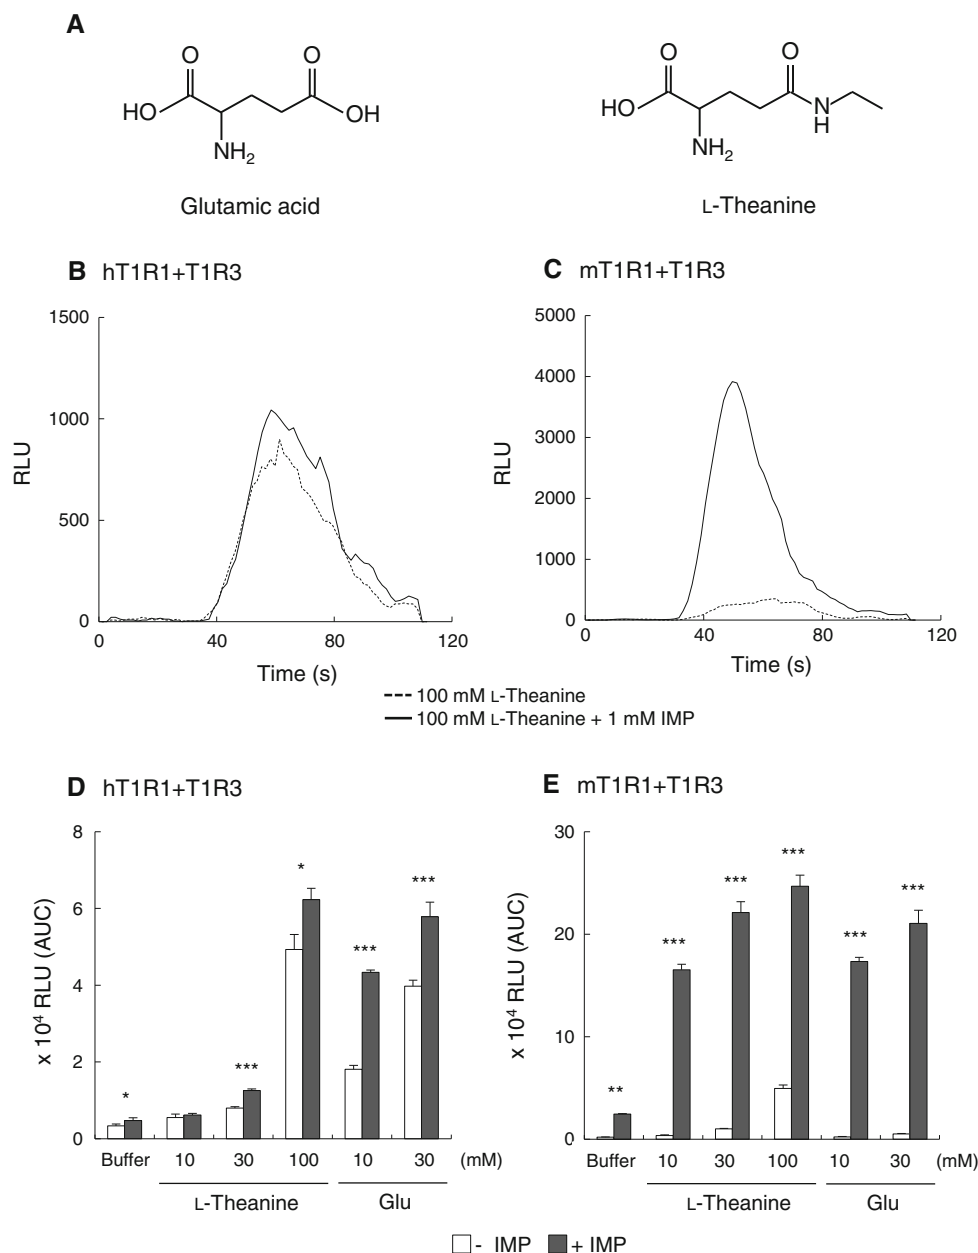 A
O
O
HO
OH
NH2
Glutamic acid
O
O
HO
N
H
NH2
L-Theanine
B hT1R1+T1R3
1500
1000
500
0
RLU
0 40 80 120
Time (s)
C mT1R1+T1R3
5000
4000
3000
2000
1000
0
RLU
0 40 80 120
Time (s)
100 mM L-Theanine
100 mM L-Theanine + 1 mM IMP
D hT1R1+T1R3
8
6
4
2
0
x 10⁴ RLU (AUC)
*
***
*
***
***
Buffer 10 30 100 10 30 (mM)
L-Theanine Glu
E mT1R1+T1R3
30
20
10
0
x 10⁴ RLU (AUC)
**
***
***
***
***
***
Buffer 10 30 100 10 30 (mM)
L-Theanine Glu
- IMP + IMP